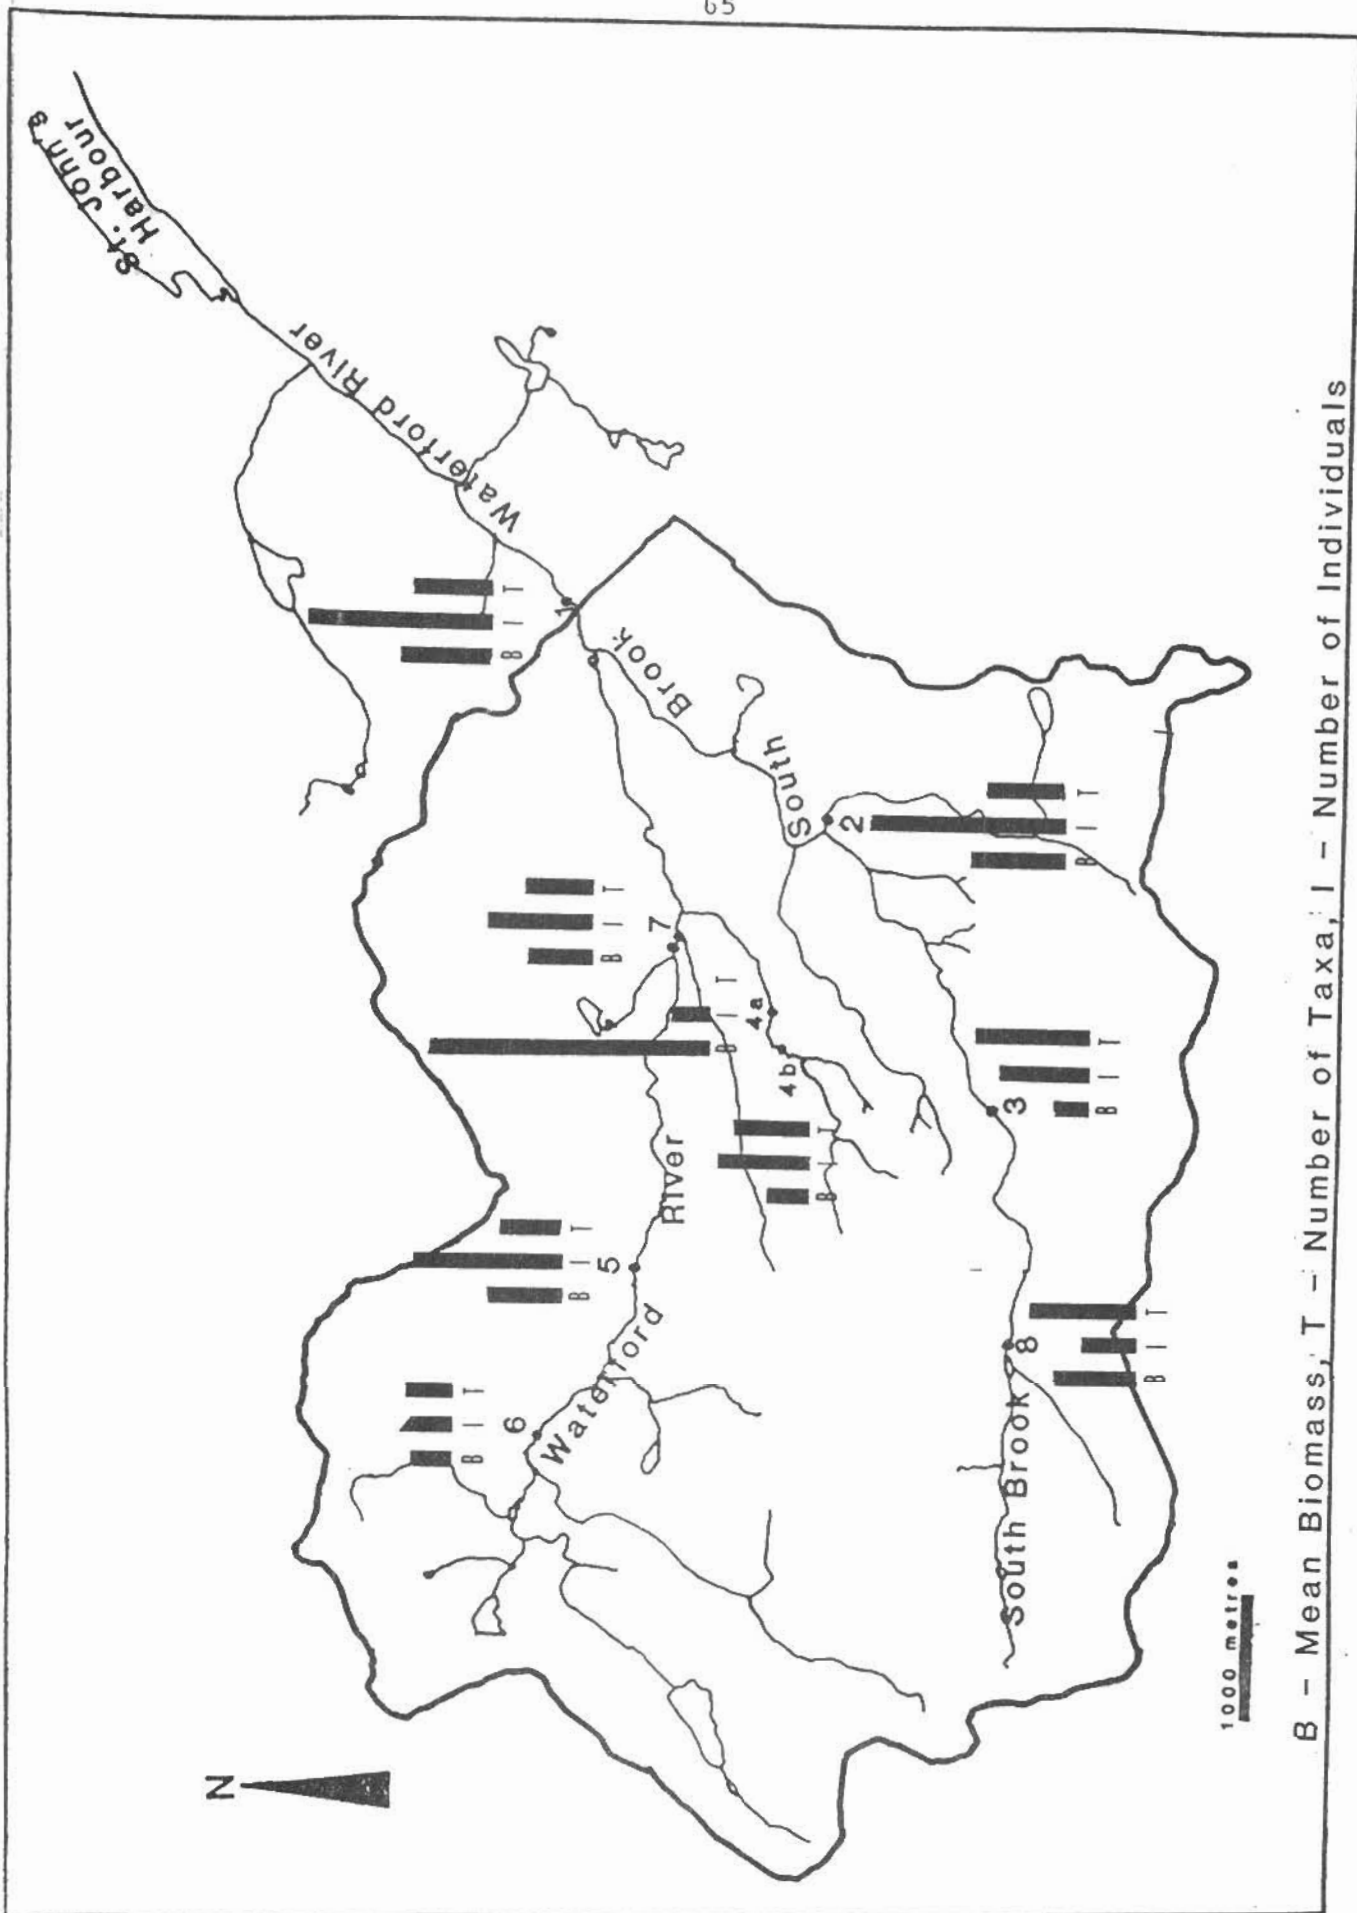 65
St. John's
Harbour
Waterford River
N
B I T
1
Brook
South
B I T
7
B I T
2
B I T
4a
4b
B I T
3
B I T
River
5
B I T
Waterford
6
B I T
8
B I T
South Brook
B I T
1000 metres
B - Mean Biomass, T - Number of Taxa, I - Number of Individuals